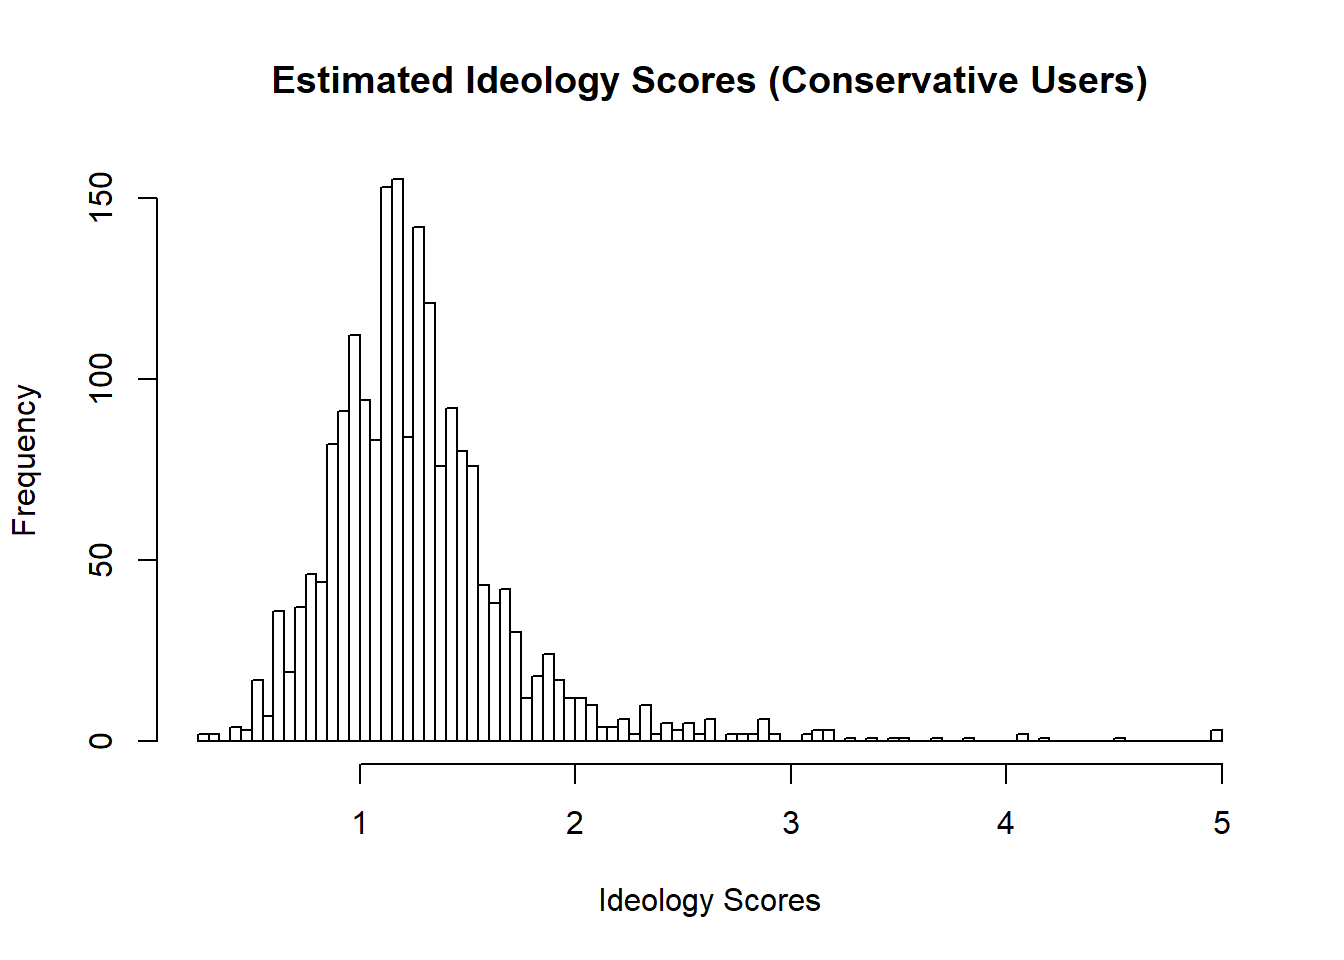 Estimated Ideology Scores (Conservative Users)
Frequency
150
100
50
0
1 2 3 4 5
Ideology Scores